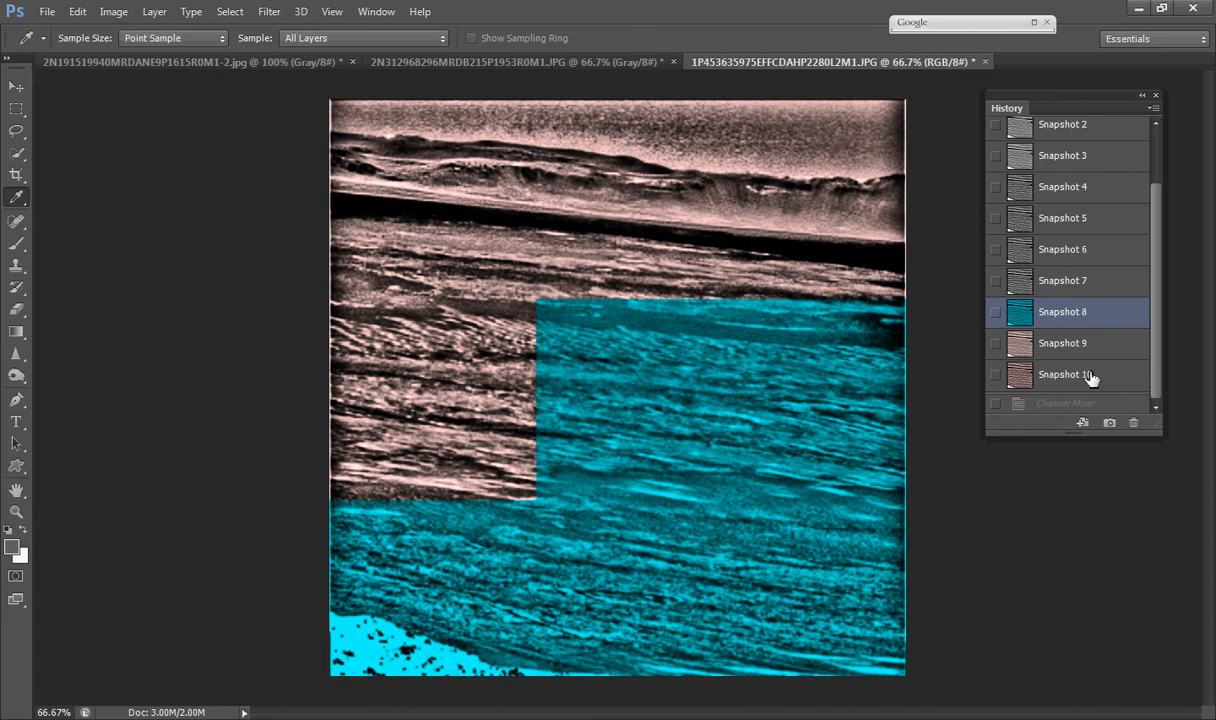 Ps File Edit Image Layer Type Select Filter 3D View Window Help
Google
Sample Size: Point Sample Sample: All Layers Show Sampling Ring Essentials
2N191519940MRDANE9P1615R0M1-2.jpg @ 100% (Gray/8#) * × 2N312968296MRDB215P1953R0M1.JPG @ 66.7% (Gray/8#) * × 1P453635975EFFCDAHP2280L2M1.JPG @ 66.7% (RGB/8#) * ×
History
Snapshot 2
Snapshot 3
Snapshot 4
Snapshot 5
Snapshot 6
Snapshot 7
Snapshot 8
Snapshot 9
Snapshot 10
Channel Mixer
66.67% Doc: 3.00M/2.00M